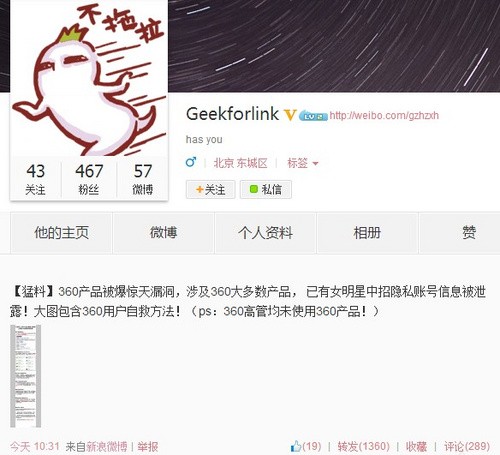 不拖拉
Geekforlink V LV 2 http://weibo.com/gzhzxh
has you
♂ | 北京 东城区 | 标签
43 467 57
关注 粉丝 微博
+关注 私信
他的主页 微博 个人资料 相册 赞
【猛料】360产品被爆惊天漏洞，涉及360大多数产品， 已有女明星中招隐私账号信息被泄
露！大图包含360用户自救方法！（ps：360高管均未使用360产品！）
今天 10:31 来自新浪微博 | 举报 (19) | 转发(1360) | 收藏 | 评论(289)